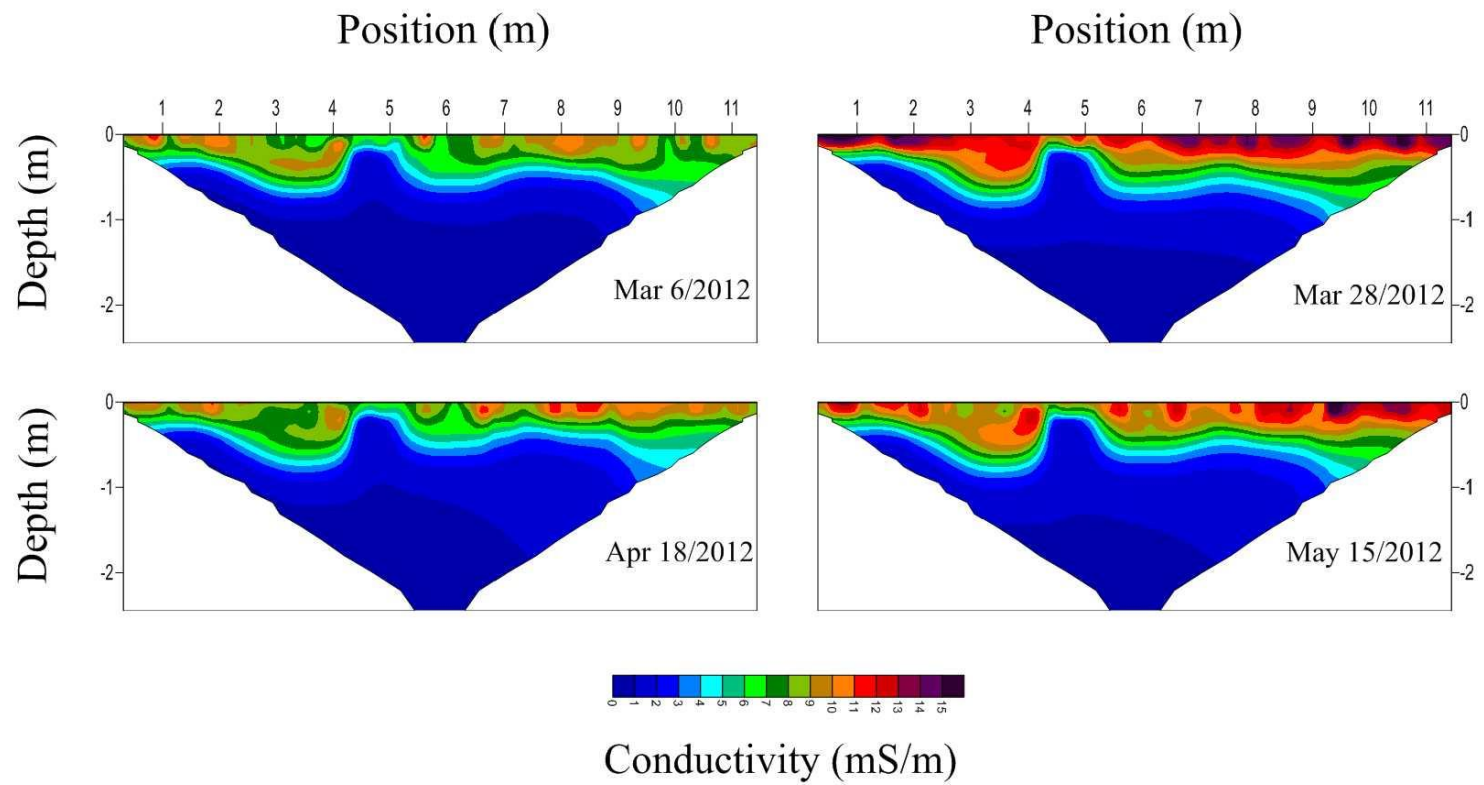 Position (m) Position (m)
1 2 3 4 5 6 7 8 9 10 11 1 2 3 4 5 6 7 8 9 10 11
Depth (m)
0
-1
-2
Mar 6/2012
0
-1
-2
Mar 28/2012
Depth (m)
0
-1
-2
Apr 18/2012
0
-1
-2
May 15/2012
0 1 2 3 4 5 6 7 8 9 10 11 12 13 14 15
Conductivity (mS/m)